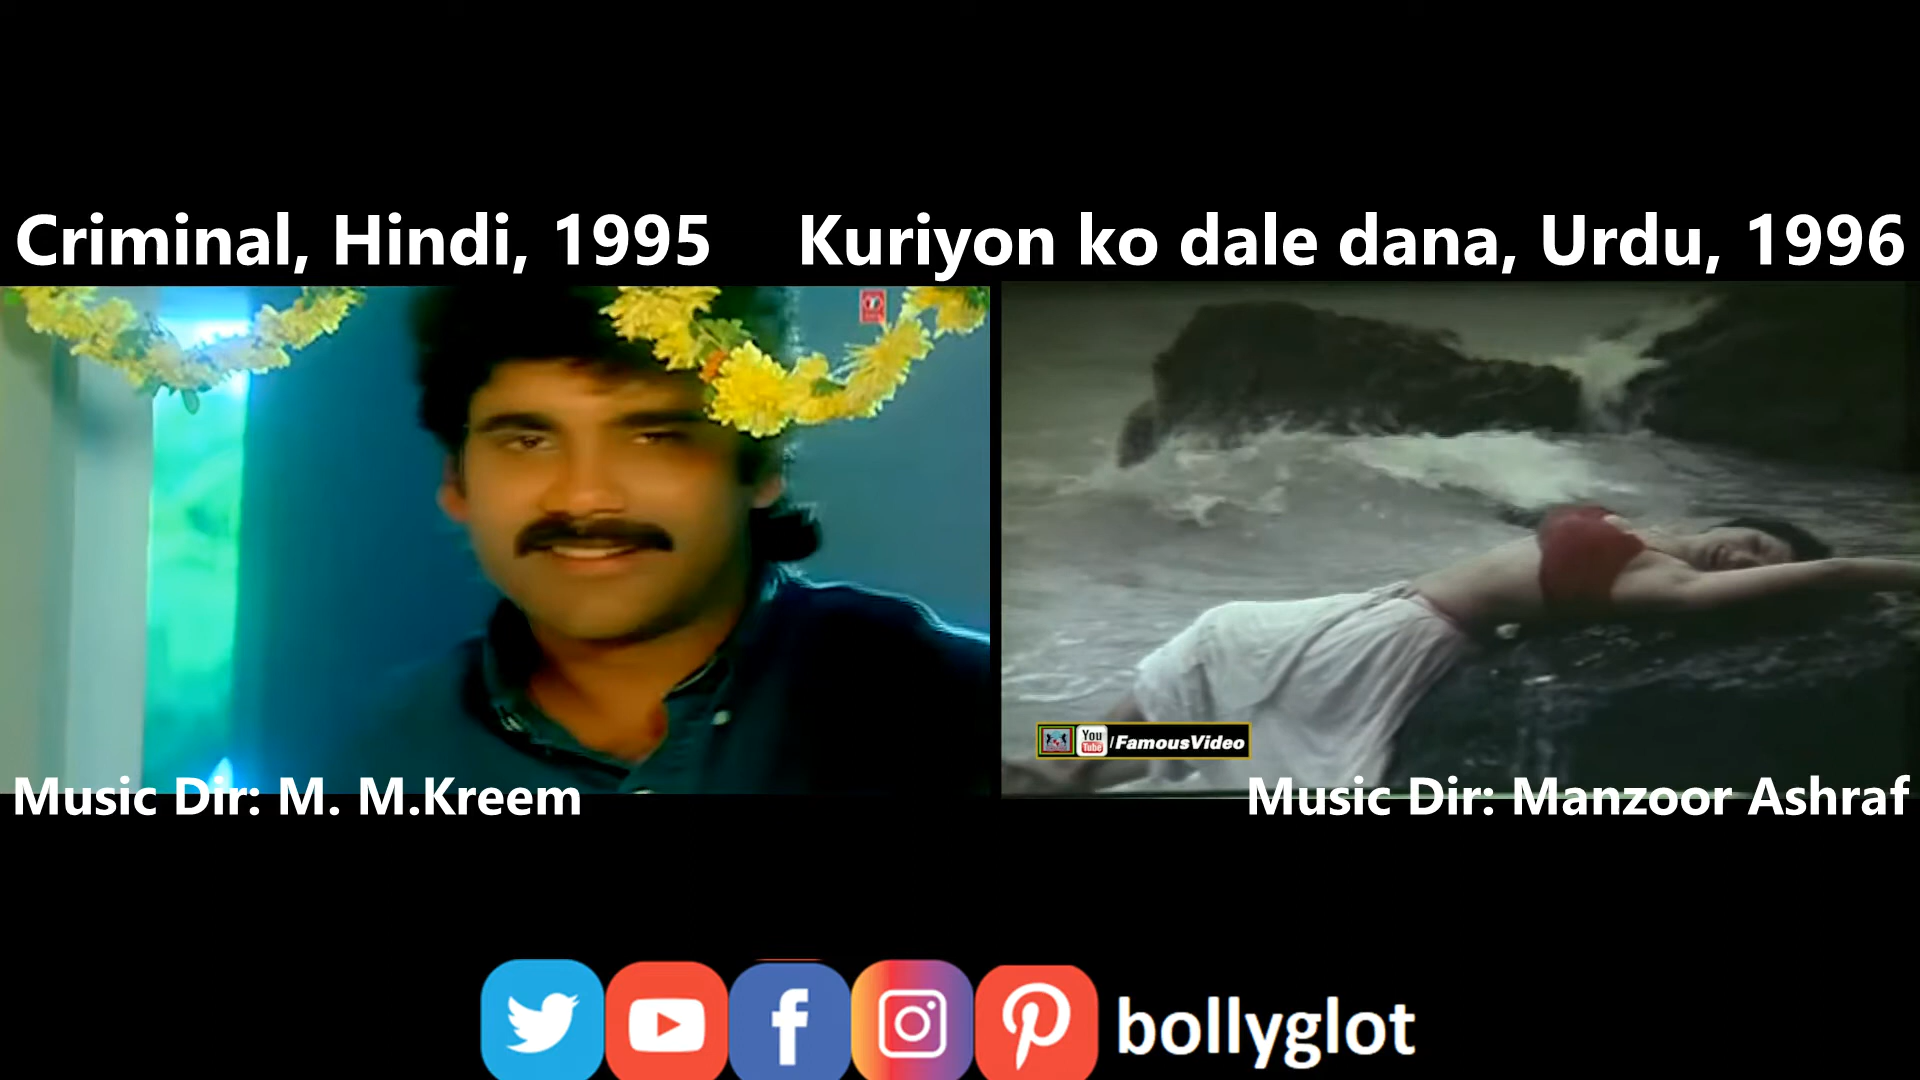 Criminal, Hindi, 1995
Kuriyon ko dale dana, Urdu, 1996
You
Tube
/FamousVideo
Music Dir: M. M.Kreem
Music Dir: Manzoor Ashraf
bollyglot